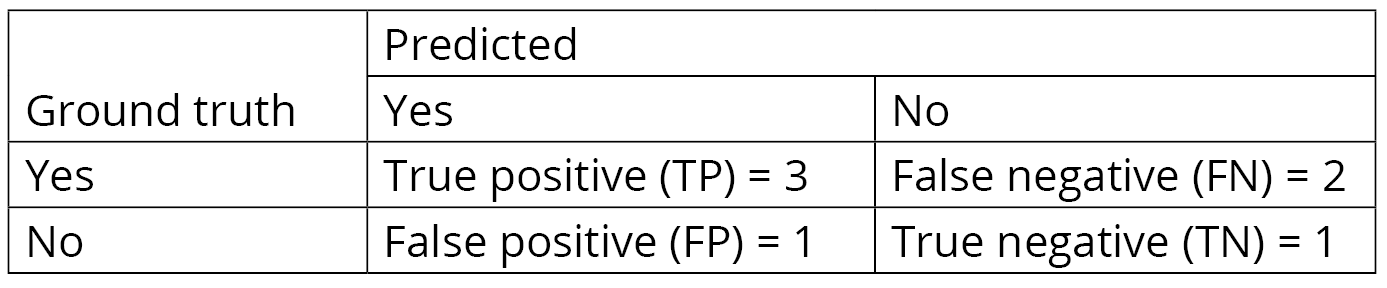 Predicted
Ground truth Yes No
Yes True positive (TP) = 3 False negative (FN) = 2
No False positive (FP) = 1 True negative (TN) = 1